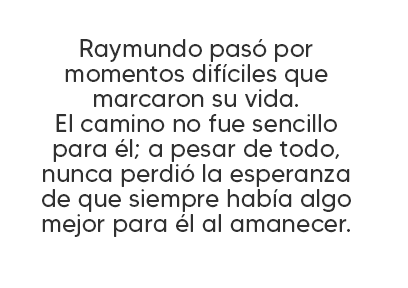 Raymundo pasó por
momentos difíciles que
marcaron su vida.
El camino no fue sencillo
para él; a pesar de todo,
nunca perdió la esperanza
de que siempre había algo
mejor para él al amanecer.